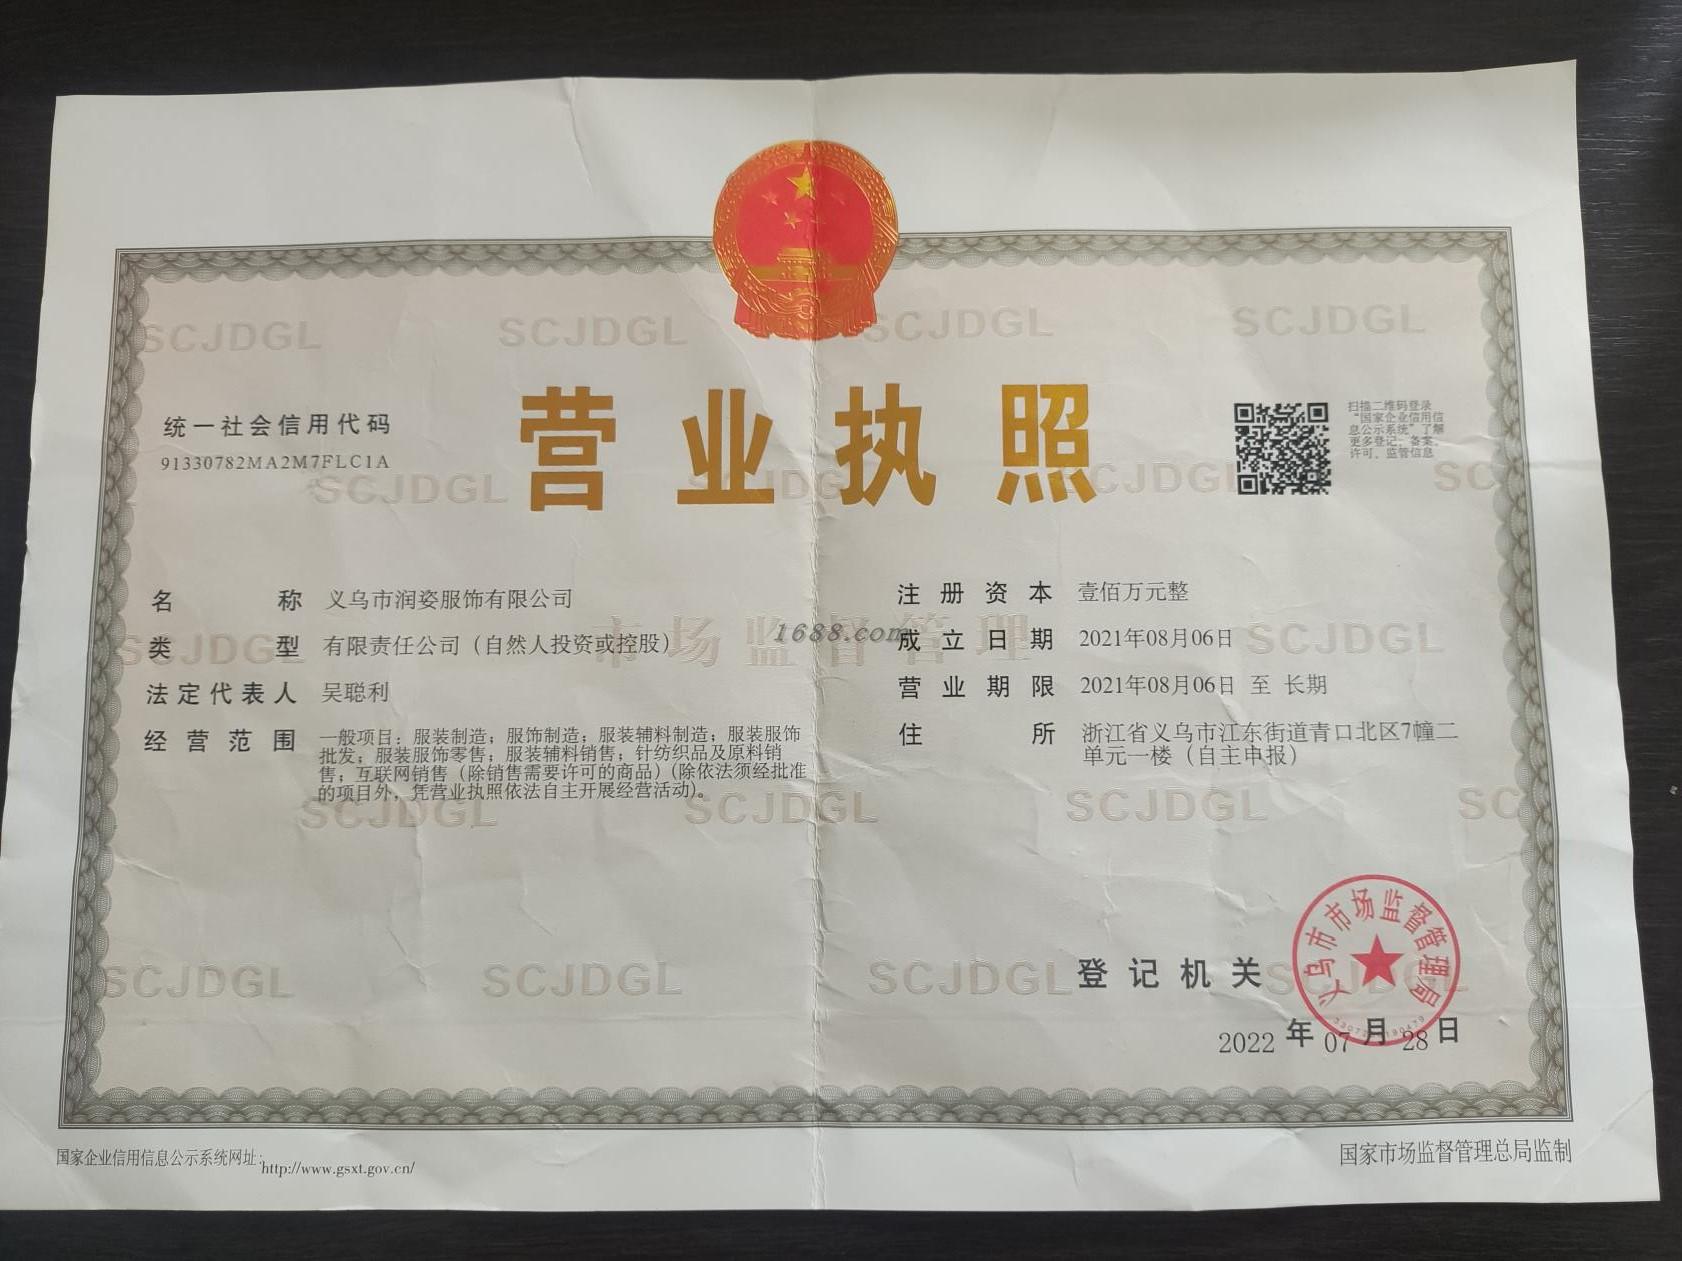 营业执照
统一社会信用代码
91330782MA2M7FLC1A
扫描二维码登录
“国家企业信用信
息公示系统”了解
更多登记、备案、
许可、监管信息
名称 义乌市润姿服饰有限公司
类型 有限责任公司（自然人投资或控股）
法定代表人 吴聪利
经营范围 一般项目：服装制造；服饰制造；服装辅料制造；服装服饰
批发；服装服饰零售；服装辅料销售；针纺织品及原料销
售；互联网销售（除销售需要许可的商品）(除依法须经批准
的项目外，凭营业执照依法自主开展经营活动)。
注册资本 壹佰万元整
成立日期 2021年08月06日
营业期限 2021年08月06日 至 长期
住所 浙江省义乌市江东街道青口北区7幢二
单元一楼（自主申报）
市场监督管理
1688.com
SCJDGL
登记机关
义乌市市场监督管理局
2022 年 07 月 28 日
国家企业信用信息公示系统网址：http://www.gsxt.gov.cn/
国家市场监督管理总局监制